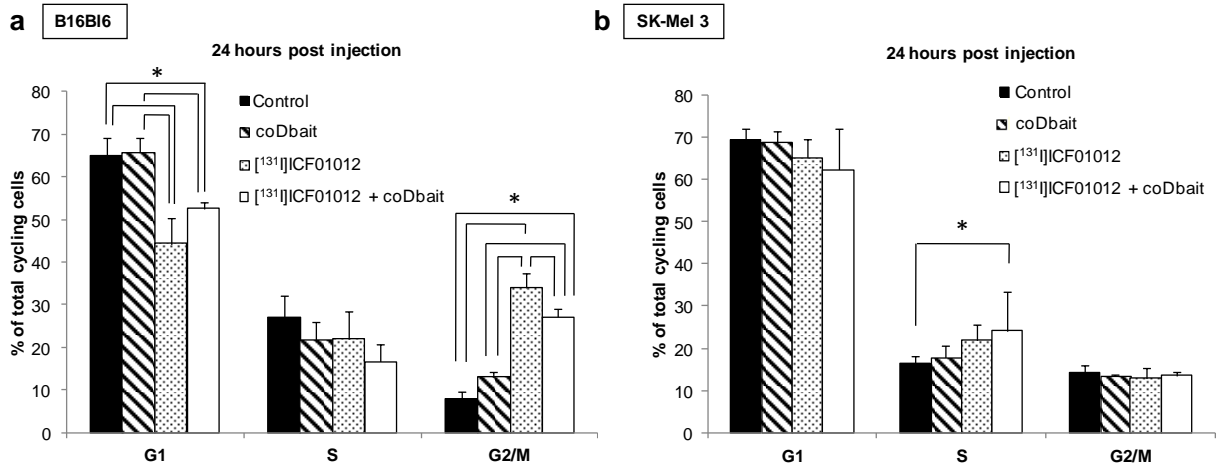 a B16Bl6
24 hours post injection
*
*
% of total cycling cells
80
70
60
50
40
30
20
10
0
Control
coDbait
[¹³¹I]ICF01012
[¹³¹I]ICF01012 + coDbait
G1 S G2/M
b SK-Mel 3
24 hours post injection
*
% of total cycling cells
80
70
60
50
40
30
20
10
0
Control
coDbait
[¹³¹I]ICF01012
[¹³¹I]ICF01012 + coDbait
G1 S G2/M